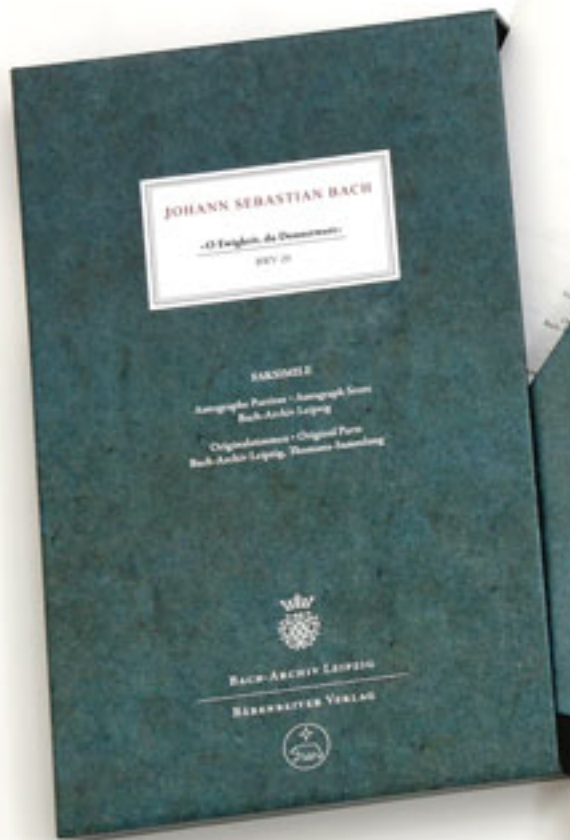 JOHANN SEBASTIAN BACH
»O Ewigkeit, du Donnerwort«
BWV 20
FAKSIMILE
Autographe Partitur · Autograph Score
Bach-Archiv Leipzig
Originalstimmen · Original Parts
Bach-Archiv Leipzig, Thomana-Sammlung
BACH-ARCHIV LEIPZIG
BÄRENREITER VERLAG